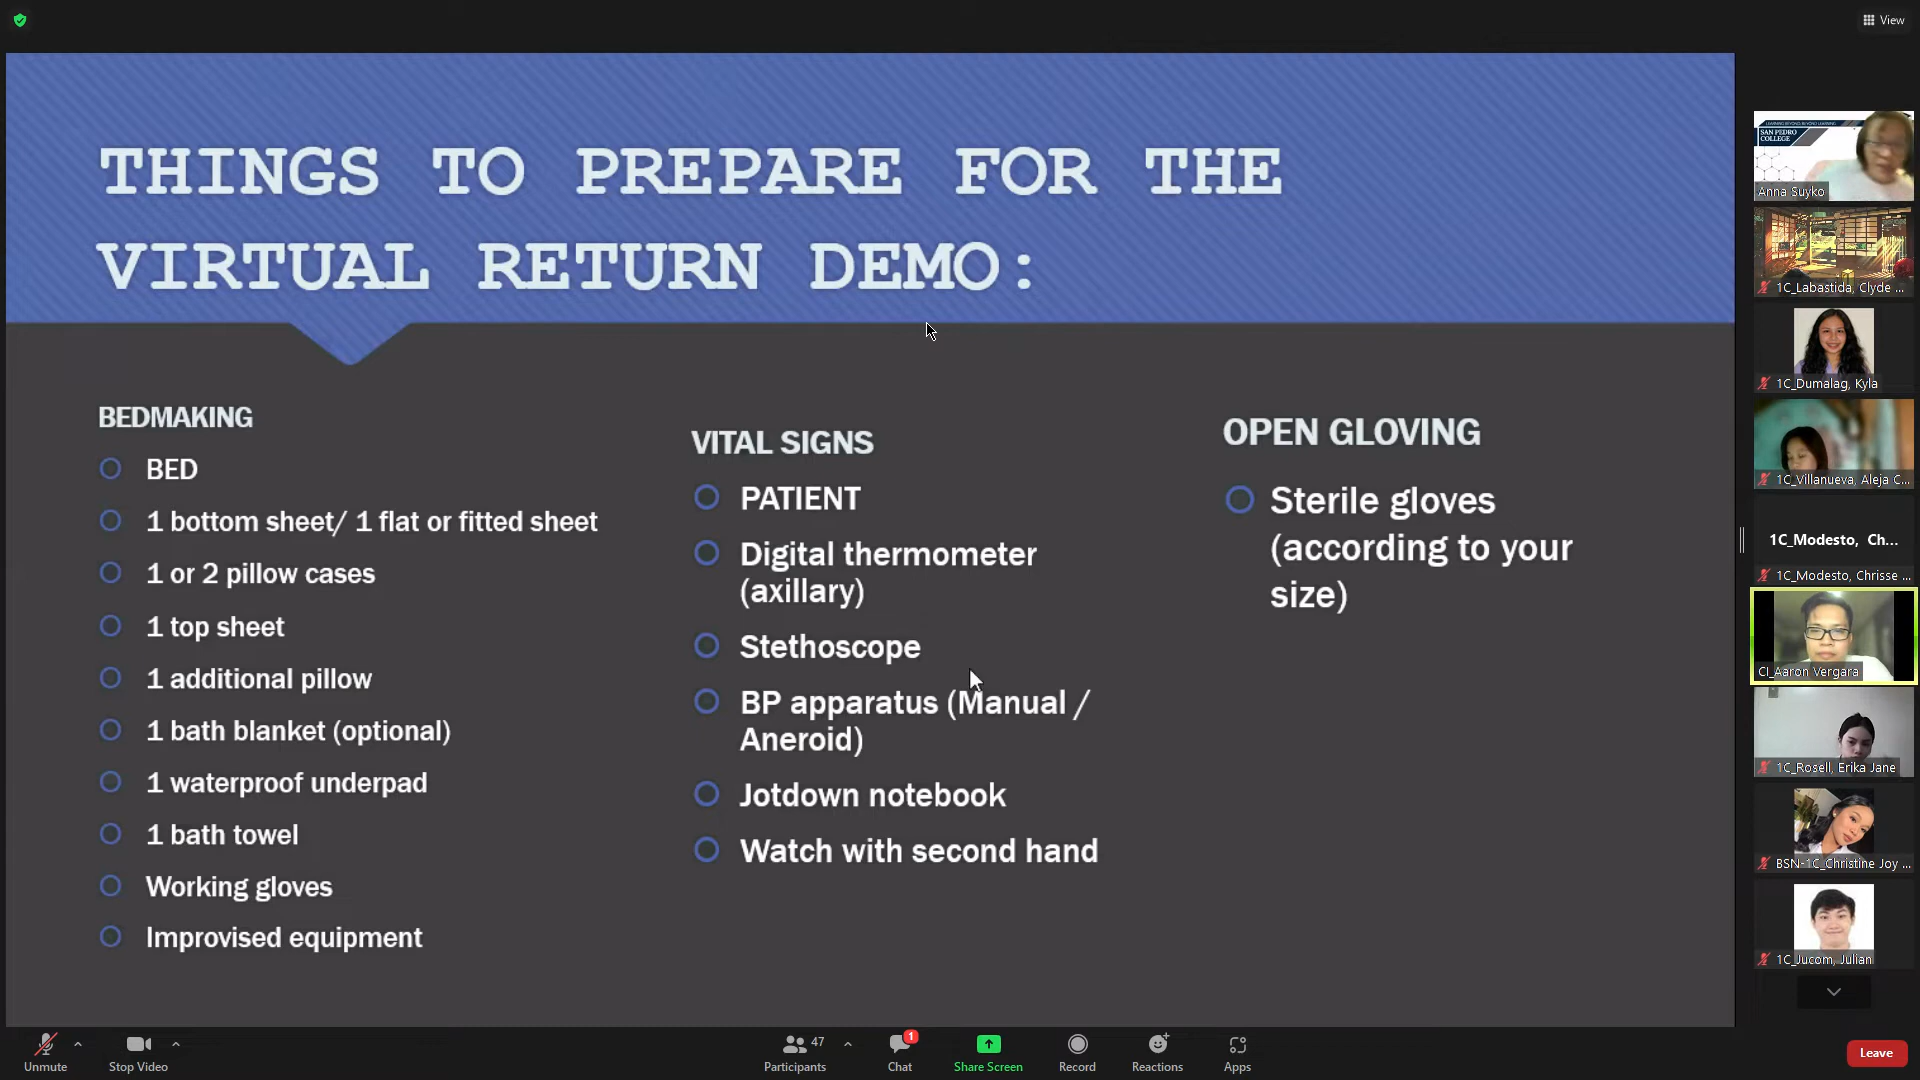 View
THINGS TO PREPARE FOR THE
VIRTUAL RETURN DEMO:
BEDMAKING
BED
1 bottom sheet/ 1 flat or fitted sheet
1 or 2 pillow cases
1 top sheet
1 additional pillow
1 bath blanket (optional)
1 waterproof underpad
1 bath towel
Working gloves
Improvised equipment
VITAL SIGNS
PATIENT
Digital thermometer
(axillary)
Stethoscope
BP apparatus (Manual /
Aneroid)
Jotdown notebook
Watch with second hand
OPEN GLOVING
Sterile gloves
(according to your
size)
SAN PEDRO
COLLEGE
Anna Suyko
1C_Labastida, Clyde ...
1C_Dumalag, Kyla
1C_Villanueva, Aleja C...
1C_Modesto, Ch...
1C_Modesto, Chrisse ...
CI_Aaron Vergara
1C_Rosell, Erika Jane
BSN-1C_Christine Joy ...
1C_Jucom, Julian
Unmute
Stop Video
47
Participants
1
Chat
Share Screen
Record
Reactions
Apps
Leave